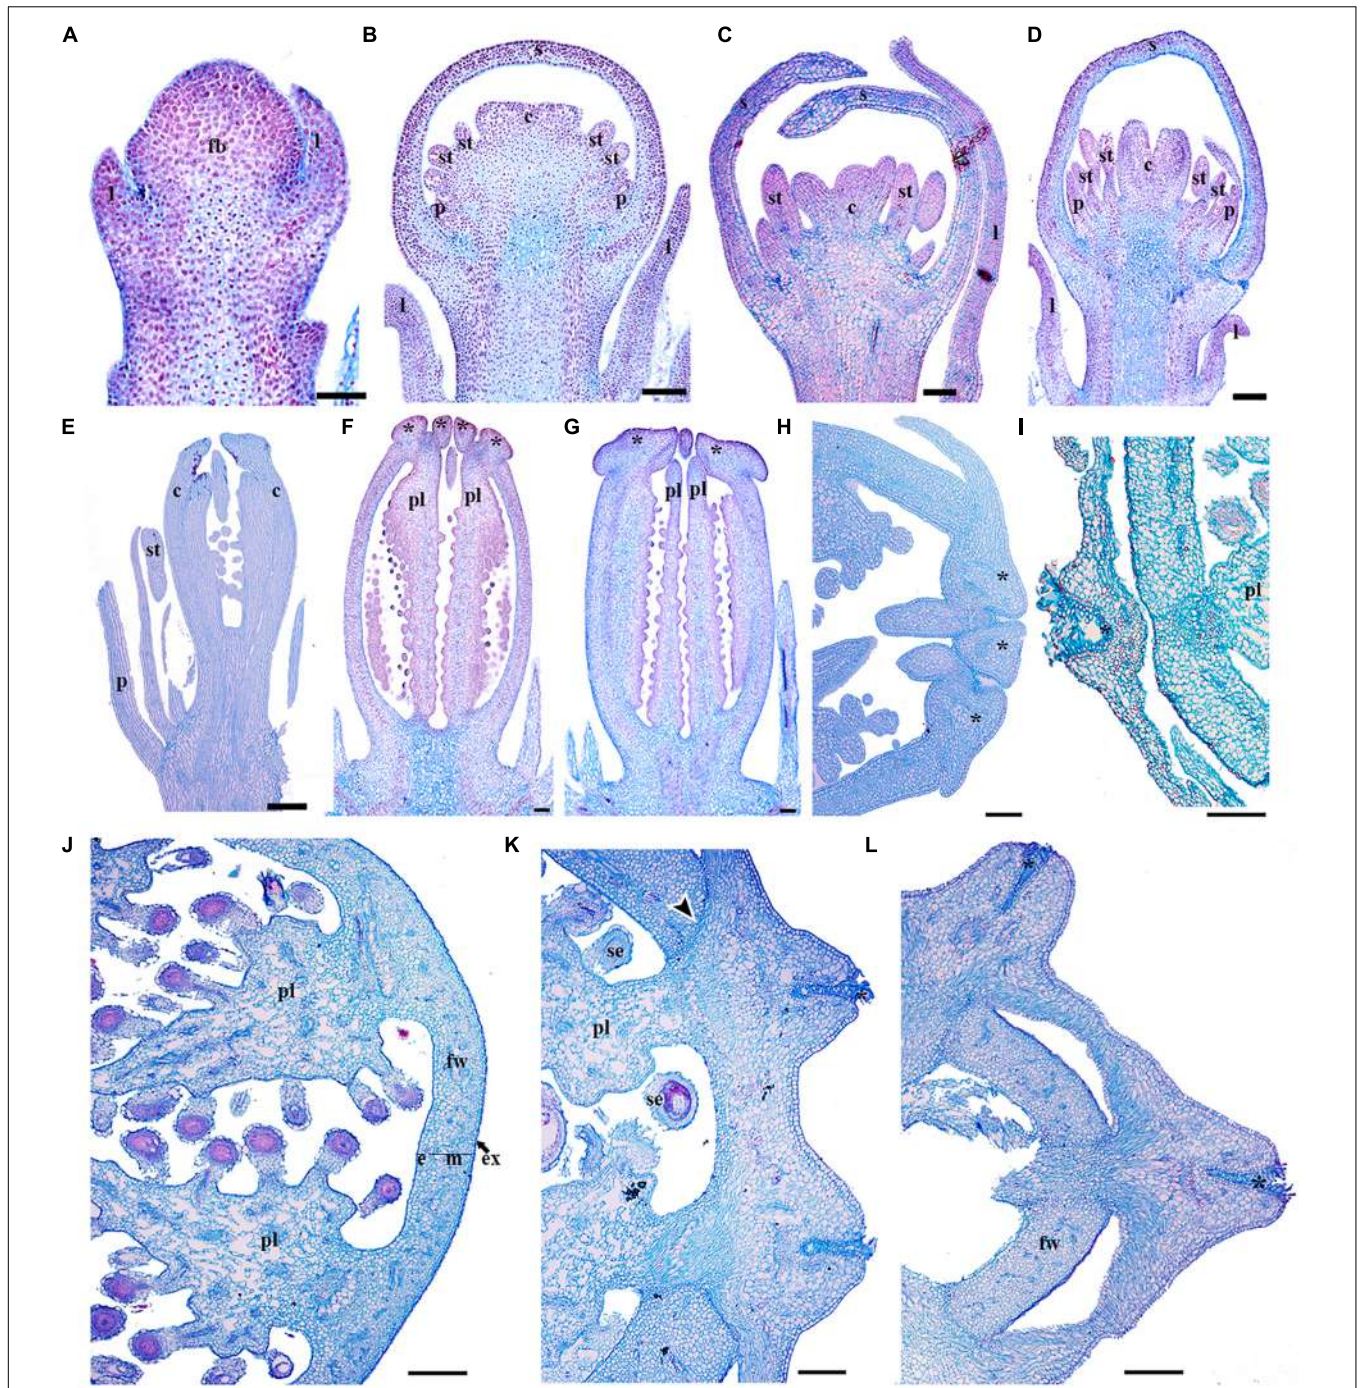 A B C D
fb l l
s c st st st st p p l l
s s st c st l
s st st c st st p p l l
E F G H I
c c st p
* * * * pl pl
* * pl pl
* * *
* pl
J K L
pl fw e m ex pl
se pl se *
* * fw